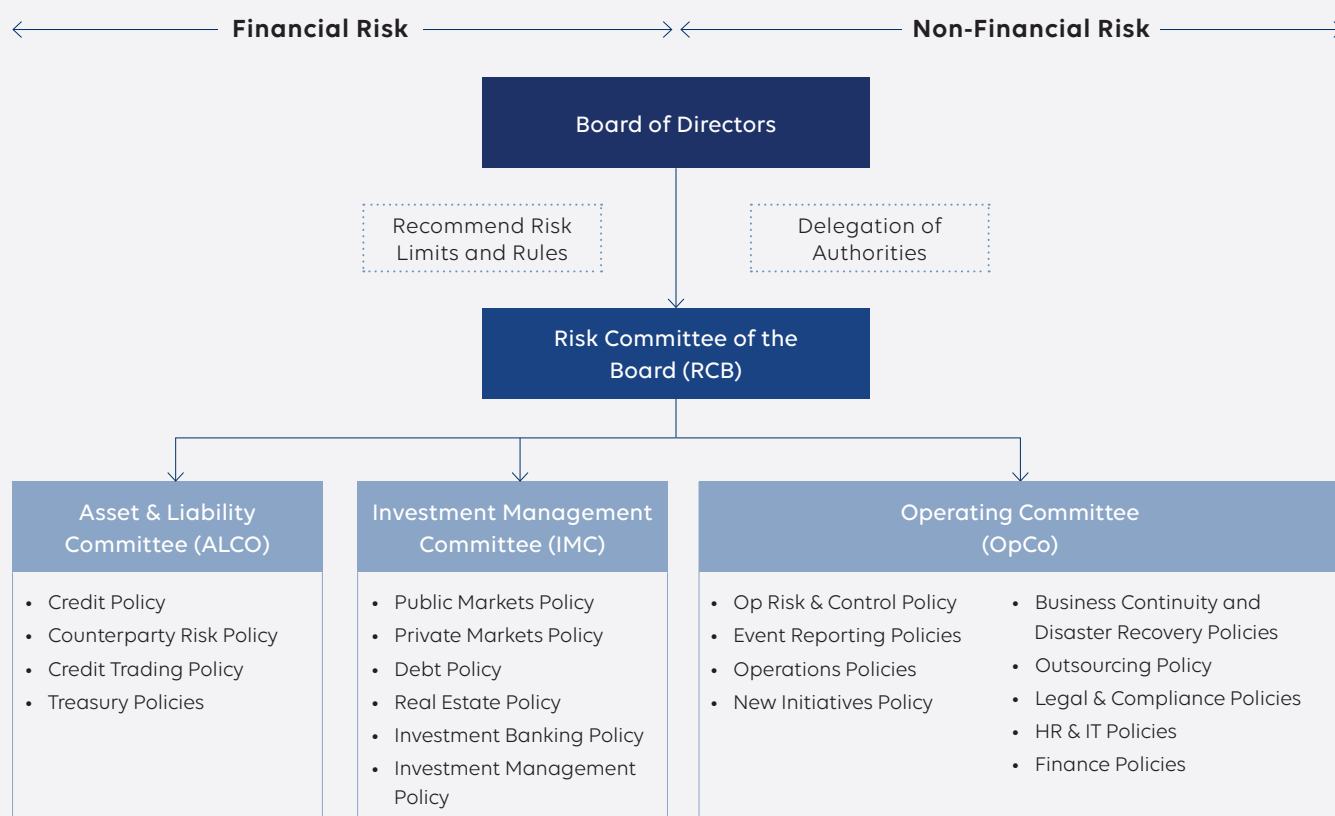 Financial Risk
Non-Financial Risk
Board of Directors
Recommend Risk
Limits and Rules
Delegation of
Authorities
Risk Committee of the
Board (RCB)
Asset & Liability
Committee (ALCO)
• Credit Policy
• Counterparty Risk Policy
• Credit Trading Policy
• Treasury Policies
Investment Management
Committee (IMC)
• Public Markets Policy
• Private Markets Policy
• Debt Policy
• Real Estate Policy
• Investment Banking Policy
• Investment Management
Policy
Operating Committee
(OpCo)
• Op Risk & Control Policy
• Event Reporting Policies
• Operations Policies
• New Initiatives Policy
• Business Continuity and
Disaster Recovery Policies
• Outsourcing Policy
• Legal & Compliance Policies
• HR & IT Policies
• Finance Policies